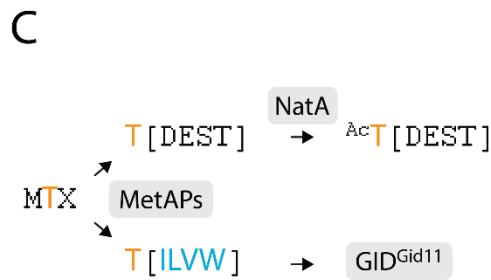 C
NatA
T[DEST] → AcT[DEST]
MTX
MetAPs
T[ILVW] → GIDGid11